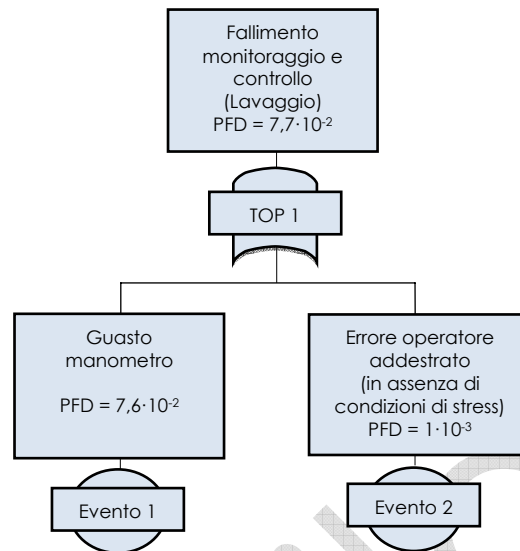 Fallimento
monitoraggio e
controllo
(Lavaggio)
PFD = 7,7·10-2
TOP 1
Guasto
manometro
PFD = 7,6·10-2
Errore operatore
addestrato
(in assenza di
condizioni di stress)
PFD = 1·10-3
Evento 1
Evento 2